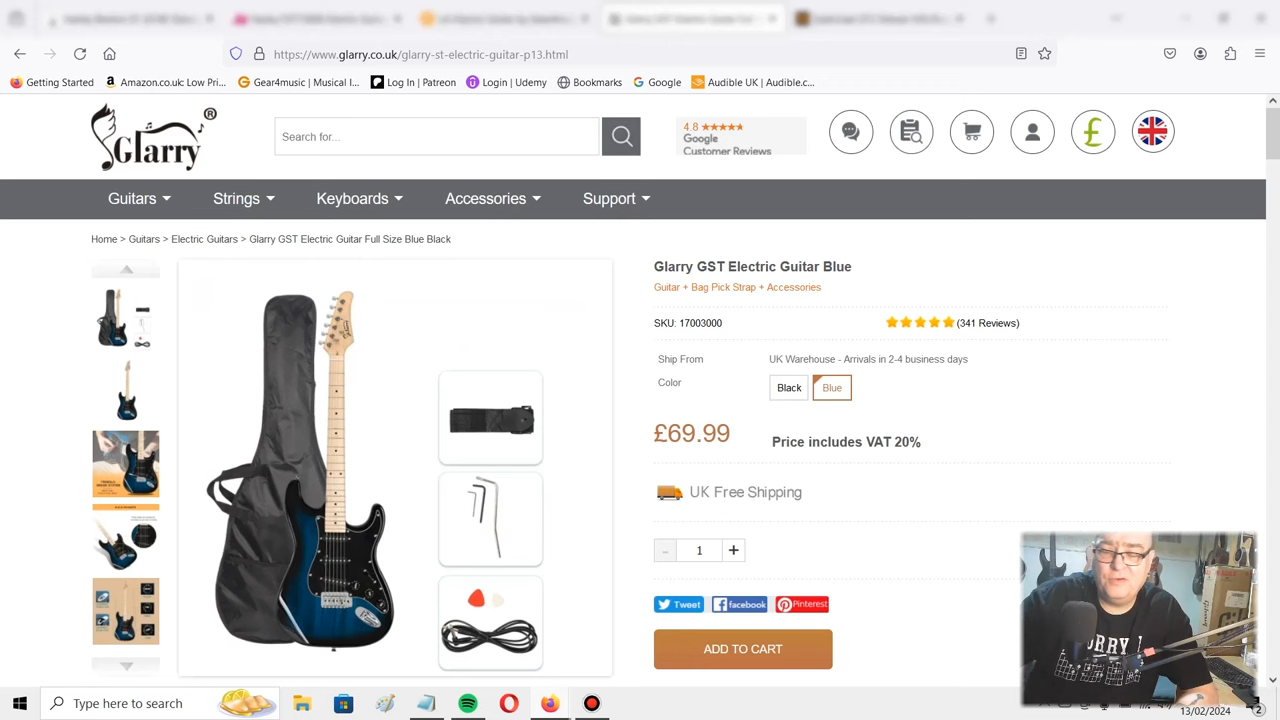 https://www.glarry.co.uk/glarry-st-electric-guitar-p13.html
Getting Started
Amazon.co.uk: Low Pri...
Gear4music | Musical I...
Log In | Patreon
Login | Udemy
Bookmarks
Google
Audible UK | Audible.c...
Glarry ®
Search for...
4.8
Google
Customer Reviews
Guitars
Strings
Keyboards
Accessories
Support
Home > Guitars > Electric Guitars > Glarry GST Electric Guitar Full Size Blue Black
Glarry GST Electric Guitar Blue
Guitar + Bag Pick Strap + Accessories
SKU: 17003000
(341 Reviews)
Ship From
UK Warehouse - Arrivals in 2-4 business days
Color
Black
Blue
£69.99
Price includes VAT 20%
UK Free Shipping
- 1 +
Tweet
facebook
Pinterest
ADD TO CART
Type here to search
13/02/2024
2